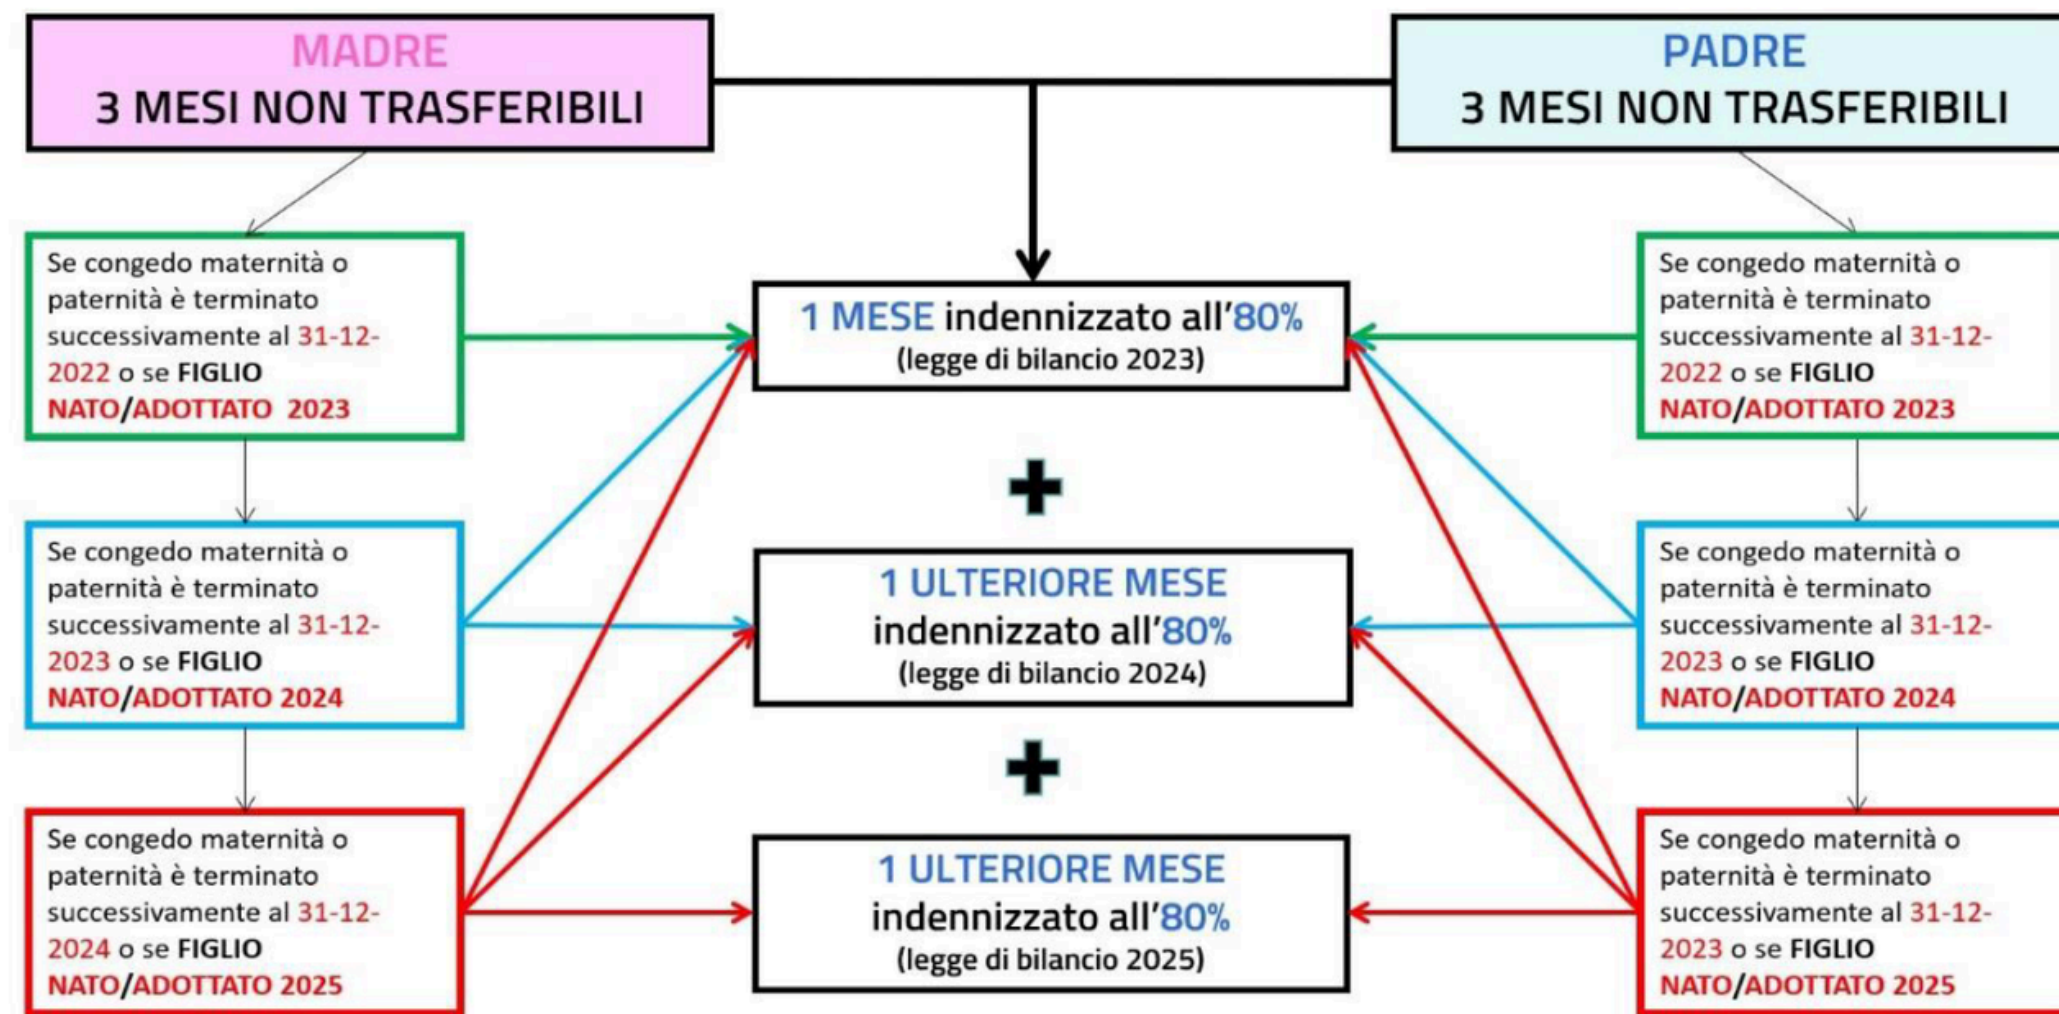 MADRE
3 MESI NON TRASFERIBILI
PADRE
3 MESI NON TRASFERIBILI
Se congedo maternità o
paternità è terminato
successivamente al 31-12-
2022 o se FIGLIO
NATO/ADOTTATO 2023
1 MESE indennizzato all'80%
(legge di bilancio 2023)
Se congedo maternità o
paternità è terminato
successivamente al 31-12-
2022 o se FIGLIO
NATO/ADOTTATO 2023
Se congedo maternità o
paternità è terminato
successivamente al 31-12-
2023 o se FIGLIO
NATO/ADOTTATO 2024
1 ULTERIORE MESE
indennizzato all'80%
(legge di bilancio 2024)
Se congedo maternità o
paternità è terminato
successivamente al 31-12-
2023 o se FIGLIO
NATO/ADOTTATO 2024
Se congedo maternità o
paternità è terminato
successivamente al 31-12-
2024 o se FIGLIO
NATO/ADOTTATO 2025
1 ULTERIORE MESE
indennizzato all'80%
(legge di bilancio 2025)
Se congedo maternità o
paternità è terminato
successivamente al 31-12-
2023 o se FIGLIO
NATO/ADOTTATO 2025